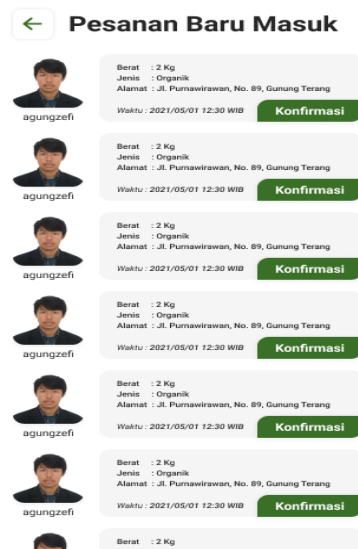 Pesanan Baru Masuk
Berat : 2 Kg
Jenis : Organik
Alamat : Jl. Purnawirawan, No. 89, Gunung Terang
Waktu : 2021/05/01 12:30 WIB
Konfirmasi
agungzefi
Berat : 2 Kg
Jenis : Organik
Alamat : Jl. Purnawirawan, No. 89, Gunung Terang
Waktu : 2021/05/01 12:30 WIB
Konfirmasi
agungzefi
Berat : 2 Kg
Jenis : Organik
Alamat : Jl. Purnawirawan, No. 89, Gunung Terang
Waktu : 2021/05/01 12:30 WIB
Konfirmasi
agungzefi
Berat : 2 Kg
Jenis : Organik
Alamat : Jl. Purnawirawan, No. 89, Gunung Terang
Waktu : 2021/05/01 12:30 WIB
Konfirmasi
agungzefi
Berat : 2 Kg
Jenis : Organik
Alamat : Jl. Purnawirawan, No. 89, Gunung Terang
Waktu : 2021/05/01 12:30 WIB
Konfirmasi
agungzefi
Berat : 2 Kg
Jenis : Organik
Alamat : Jl. Purnawirawan, No. 89, Gunung Terang
Waktu : 2021/05/01 12:30 WIB
Konfirmasi
agungzefi
Berat : 2 Kg